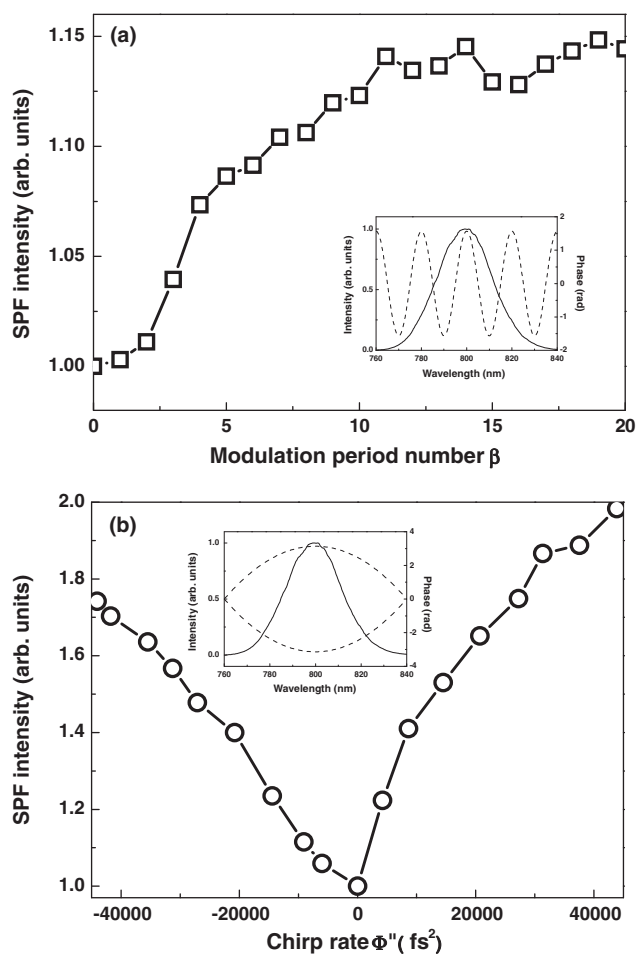 (a)
SPF intensity (arb. units)
1.15
1.10
1.05
1.00
0 5 10 15 20
Modulation period number β
Intensity (arb. units)
1.0
0.5
0.0
760 780 800 820 840
Wavelength (nm)
2
1
0
-1
-2
Phase (rad)
(b)
SPF intensity (arb. units)
2.0
1.8
1.6
1.4
1.2
1.0
-40000 -20000 0 20000 40000
Chirp rate Φ"( fs²)
Intensity (arb. units)
1.0
0.5
0.0
760 780 800 820 840
Wavelength (nm)
4
2
0
-2
-4
Phase (rad)